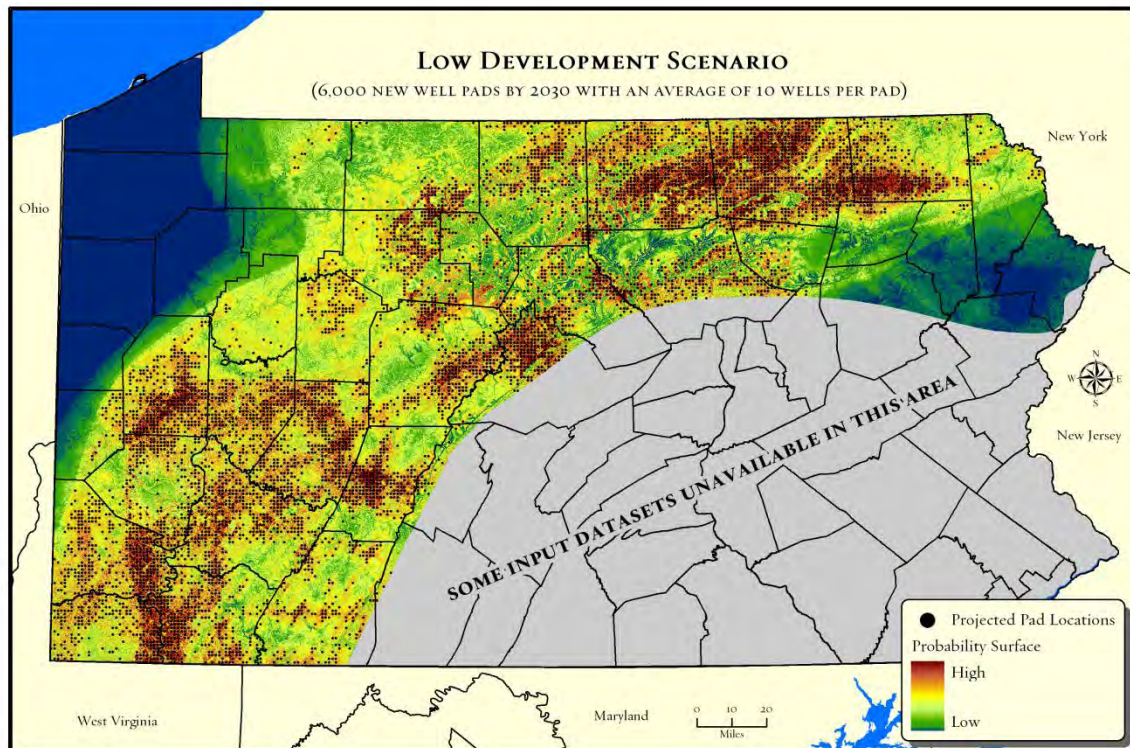 LOW DEVELOPMENT SCENARIO
(6,000 NEW WELL PADS BY 2030 WITH AN AVERAGE OF 10 WELLS PER PAD)
New York
Ohio
N
W E
S
New Jersey
SOME INPUT DATASETS UNAVAILABLE IN THIS AREA
Projected Pad Locations
Probability Surface
High
Low
West Virginia
Maryland
0 10 20
Miles